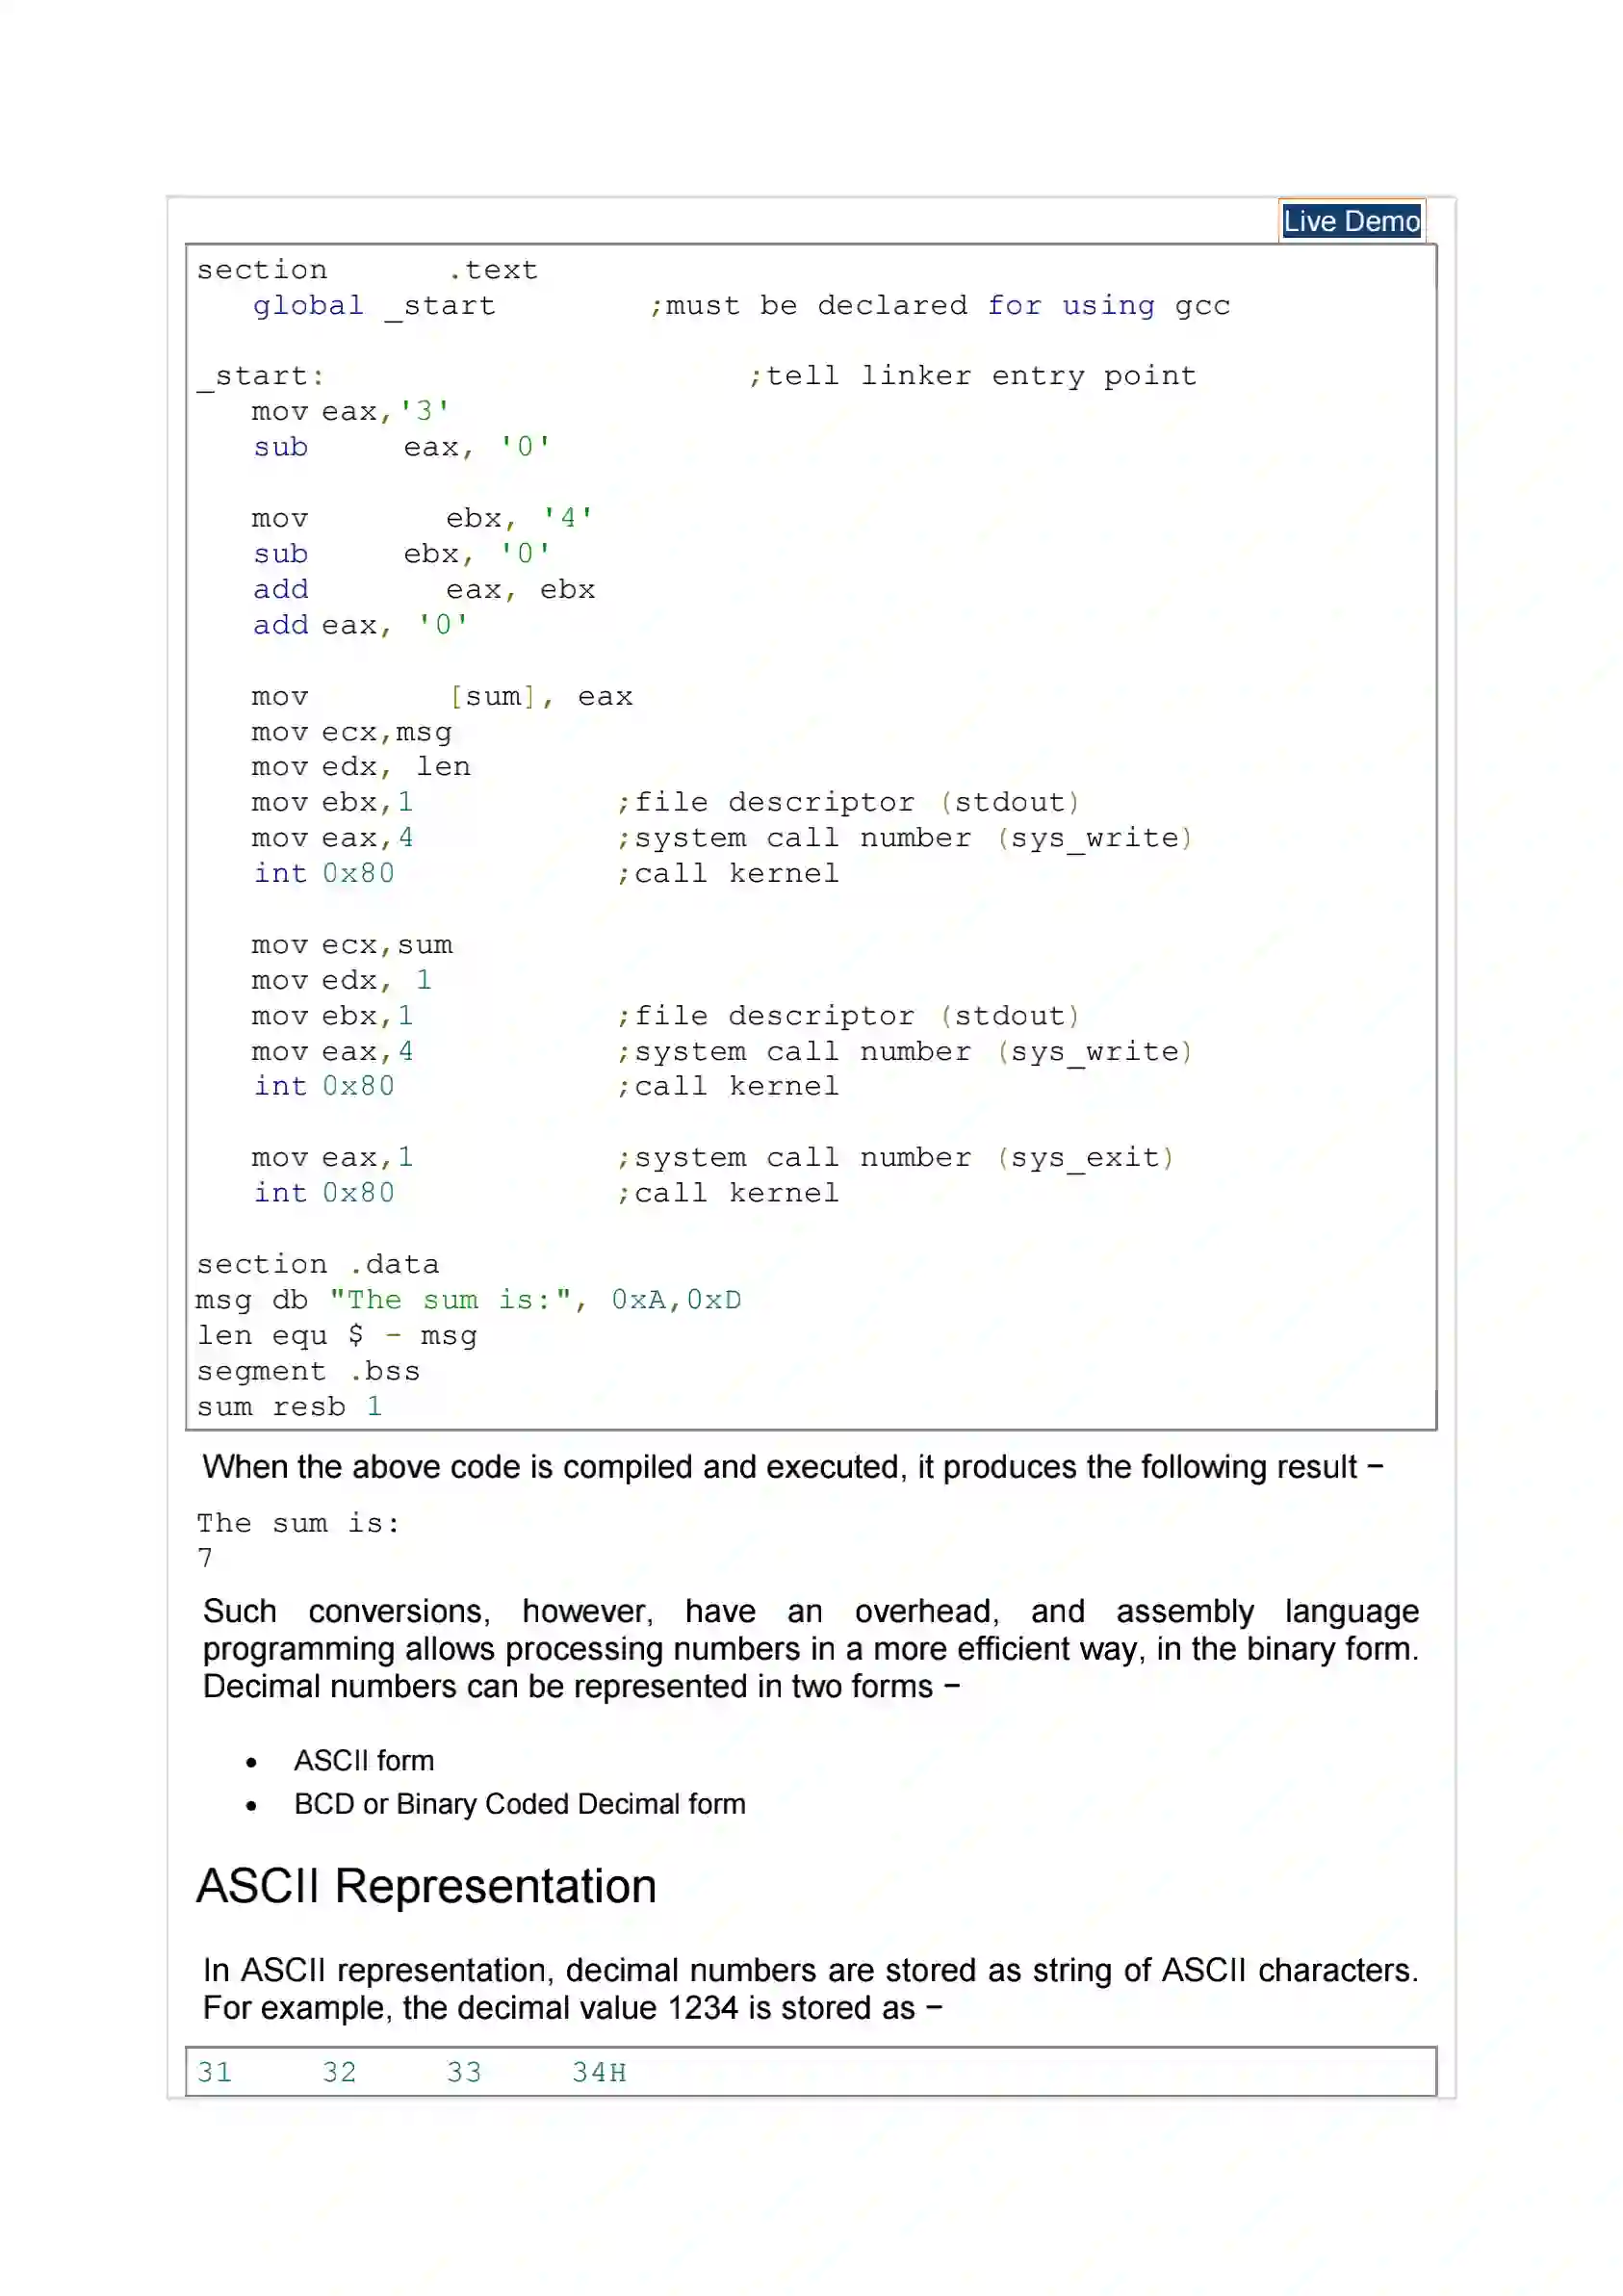 Live Demo
section .text
global _start ;must be declared for using gcc
_start: ;tell linker entry point
mov eax,'3'
sub eax, '0'
mov ebx, '4'
sub ebx, '0'
add eax, ebx
add eax, '0'
mov [sum], eax
mov ecx,msg
mov edx, len
mov ebx,1 ;file descriptor (stdout)
mov eax,4 ;system call number (sys_write)
int 0x80 ;call kernel
mov ecx,sum
mov edx, 1
mov ebx,1 ;file descriptor (stdout)
mov eax,4 ;system call number (sys_write)
int 0x80 ;call kernel
mov eax,1 ;system call number (sys_exit)
int 0x80 ;call kernel
section .data
msg db "The sum is:", 0xA,0xD
len equ $ - msg
segment .bss
sum resb 1
When the above code is compiled and executed, it produces the following result −
The sum is:
7
Such conversions, however, have an overhead, and assembly language
programming allows processing numbers in a more efficient way, in the binary form.
Decimal numbers can be represented in two forms −
• ASCII form
• BCD or Binary Coded Decimal form
ASCII Representation
In ASCII representation, decimal numbers are stored as string of ASCII characters.
For example, the decimal value 1234 is stored as −
31 32 33 34H